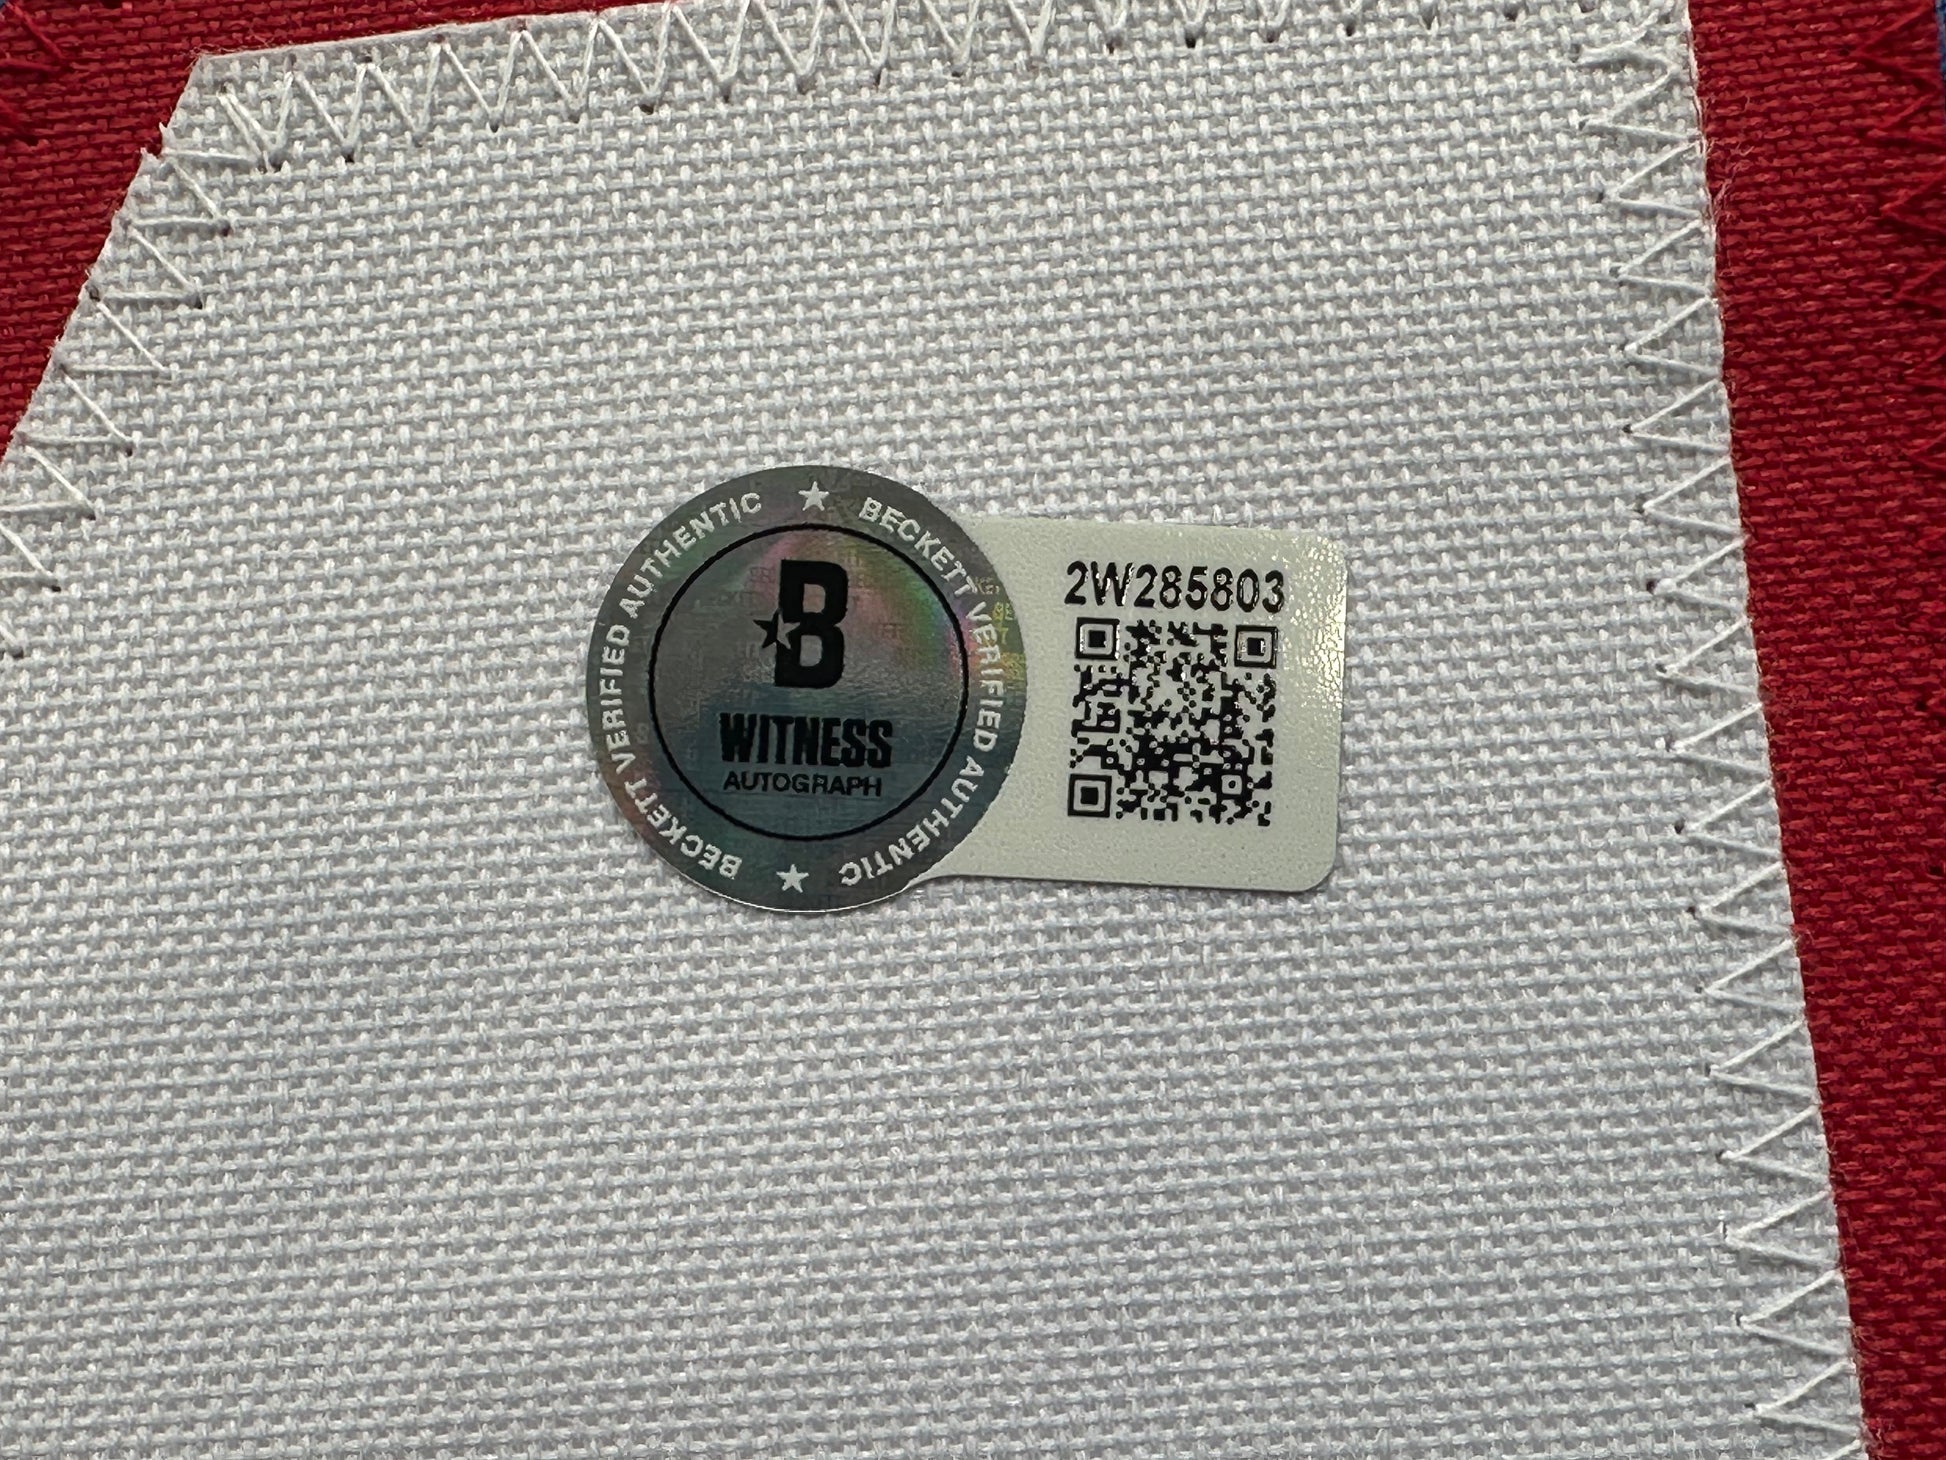 BECKETT VERIFIED AUTHENTIC ★ BECKETT VERIFIED AUTHENTIC ★
B
WITNESS
AUTOGRAPH
2W285803